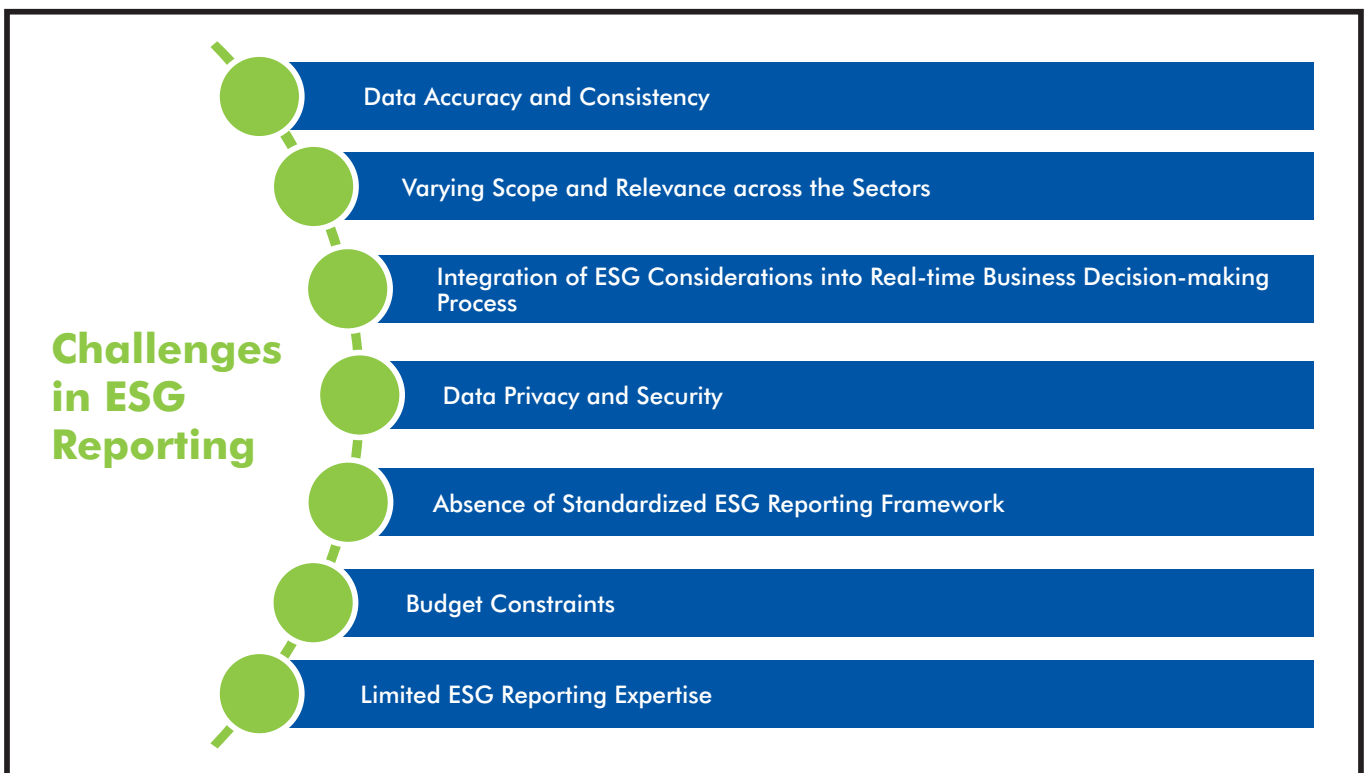 Challenges
in ESG
Reporting
Data Accuracy and Consistency
Varying Scope and Relevance across the Sectors
Integration of ESG Considerations into Real-time Business Decision-making
Process
Data Privacy and Security
Absence of Standardized ESG Reporting Framework
Budget Constraints
Limited ESG Reporting Expertise